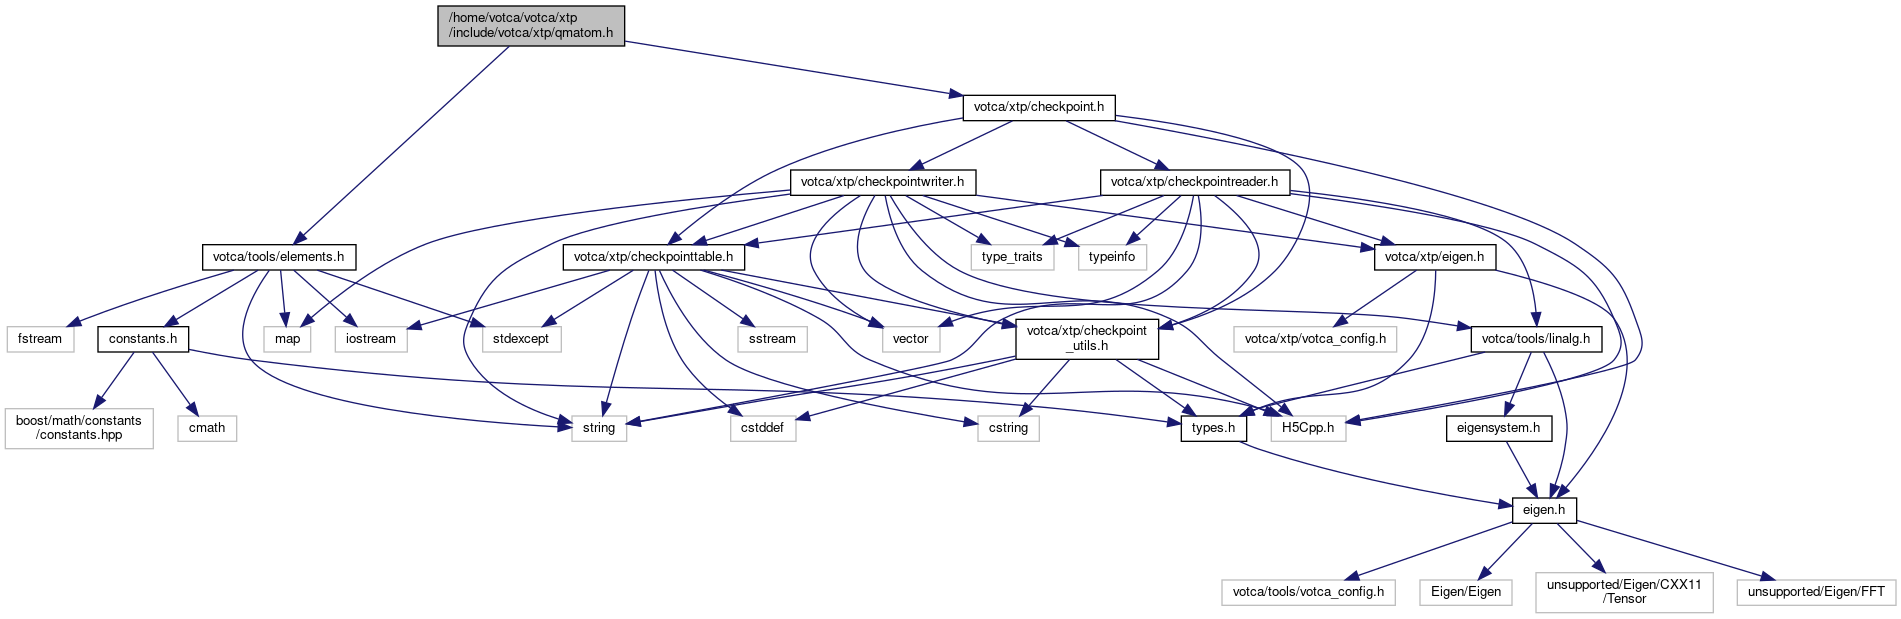 /home/votca/votca/xtp
/include/votca/xtp/qmatom.h
votca/xtp/checkpoint.h
votca/xtp/checkpointwriter.h
votca/xtp/checkpointreader.h
votca/tools/elements.h
votca/xtp/checkpointtable.h
type_traits
typeinfo
votca/xtp/eigen.h
fstream
constants.h
map
iostream
stdexcept
sstream
vector
votca/xtp/checkpoint
_utils.h
votca/xtp/votca_config.h
votca/tools/linalg.h
boost/math/constants
/constants.hpp
cmath
string
cstddef
cstring
types.h
H5Cpp.h
eigensystem.h
eigen.h
votca/tools/votca_config.h
Eigen/Eigen
unsupported/Eigen/CXX11
/Tensor
unsupported/Eigen/FFT